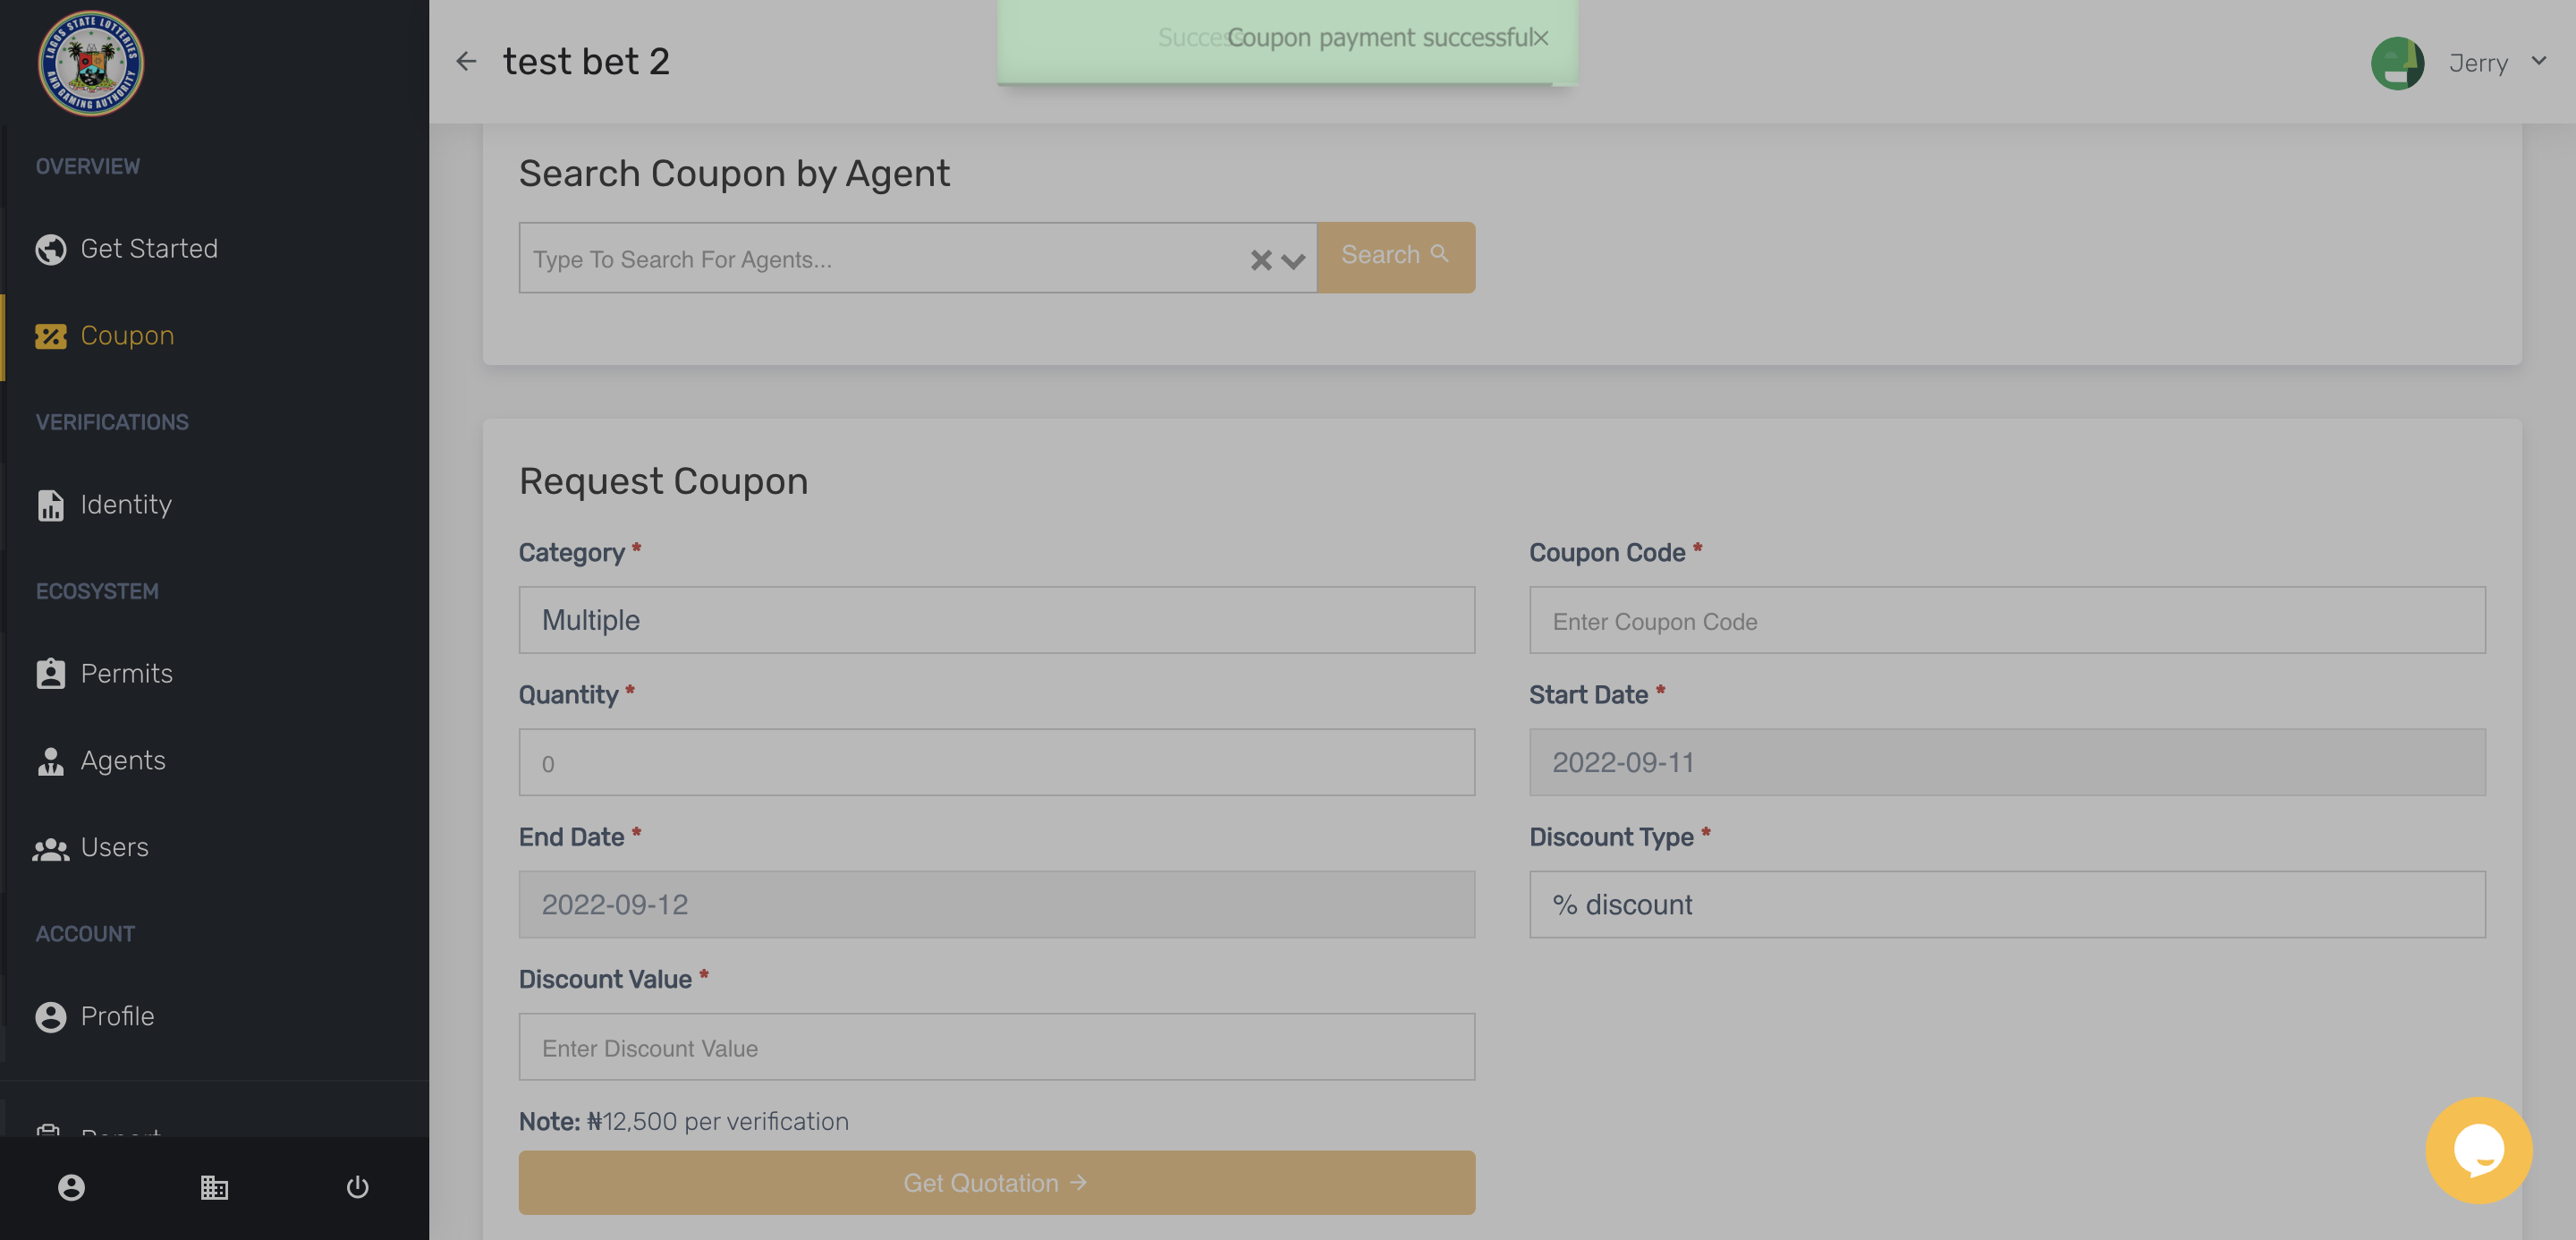 LAGOS STATE LOTTERIES
AND GAMING AUTHORITY
test bet 2
Success
Coupon payment successful
Jerry
OVERVIEW
Get Started
Coupon
VERIFICATIONS
Identity
ECOSYSTEM
Permits
Agents
Users
ACCOUNT
Profile
Report
Search Coupon by Agent
Type To Search For Agents...
Search
Request Coupon
Category *
Multiple
Coupon Code *
Enter Coupon Code
Quantity *
0
Start Date *
2022-09-11
End Date *
2022-09-12
Discount Type *
% discount
Discount Value *
Enter Discount Value
Note: ₦12,500 per verification
Get Quotation →